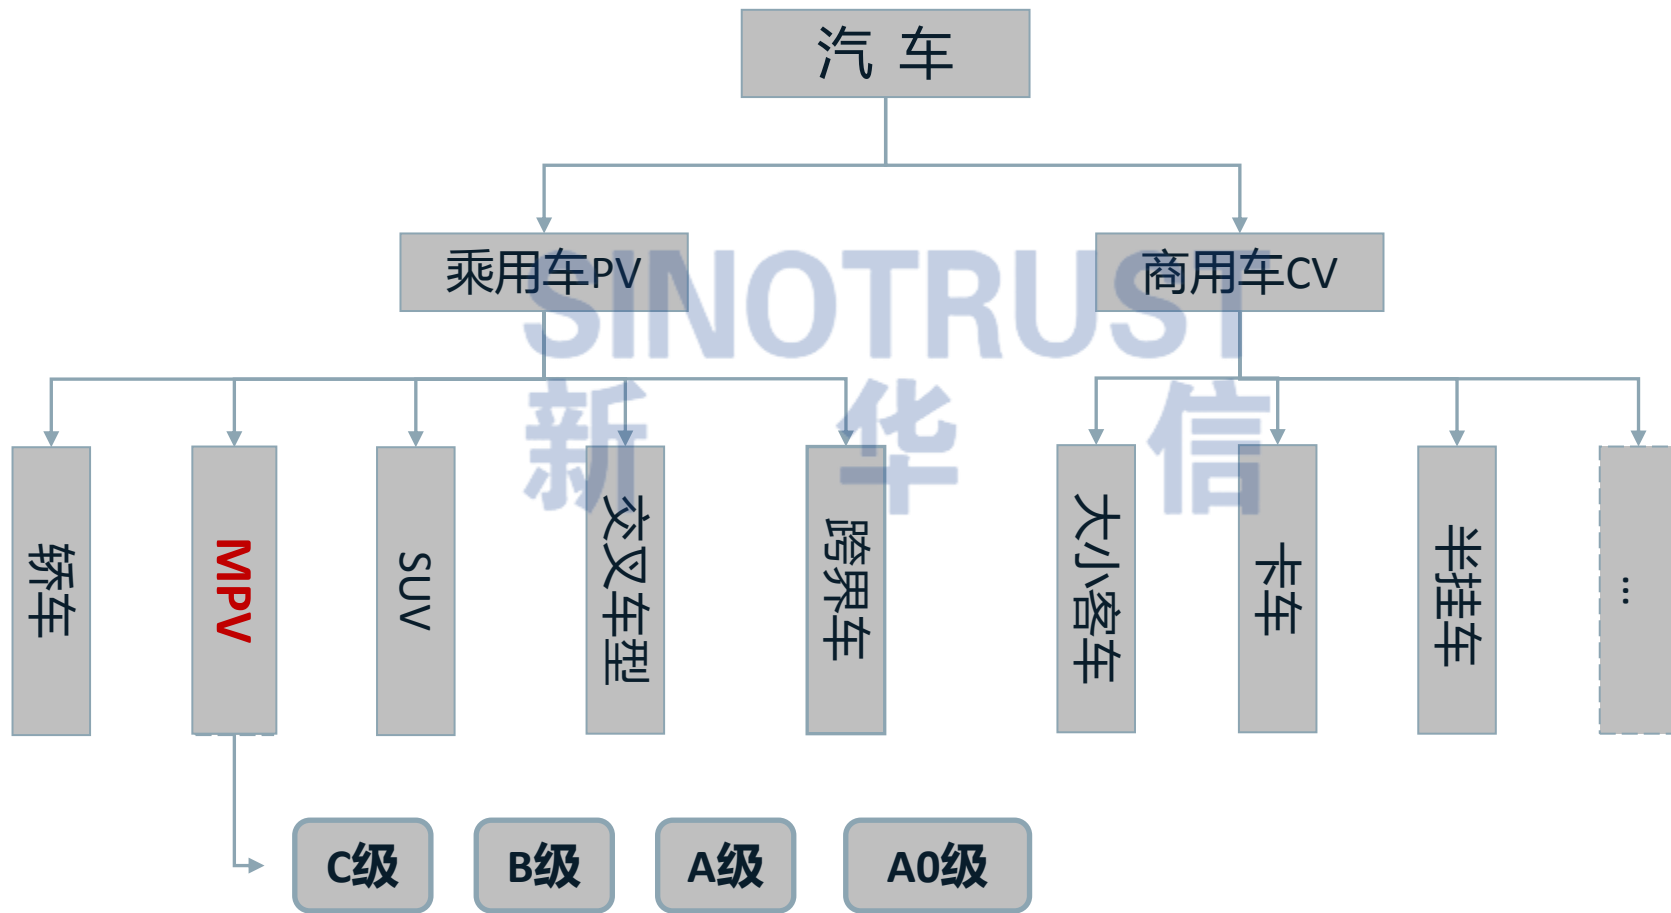 汽 车
乘用车PV
商用车CV
SINOTRUST
新 华 信
轿车
MPV
SUV
交叉车型
跨界车
大小客车
卡车
半挂车
...
C级
B级
A级
A0级